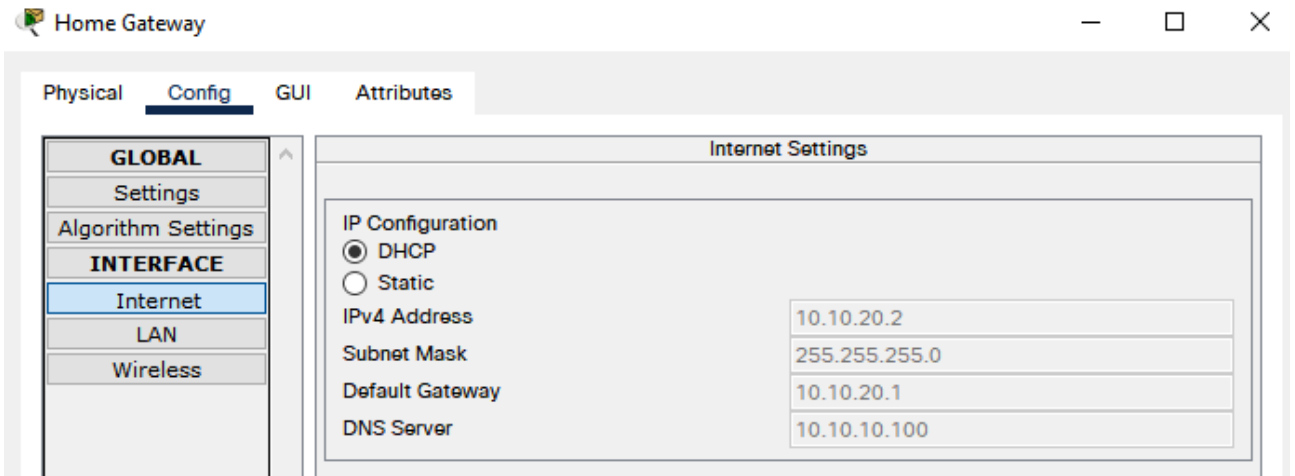 Home Gateway
Physical Config GUI Attributes
GLOBAL
Settings
Algorithm Settings
INTERFACE
Internet
LAN
Wireless
Internet Settings
IP Configuration
DHCP
Static
IPv4 Address 10.10.20.2
Subnet Mask 255.255.255.0
Default Gateway 10.10.20.1
DNS Server 10.10.10.100